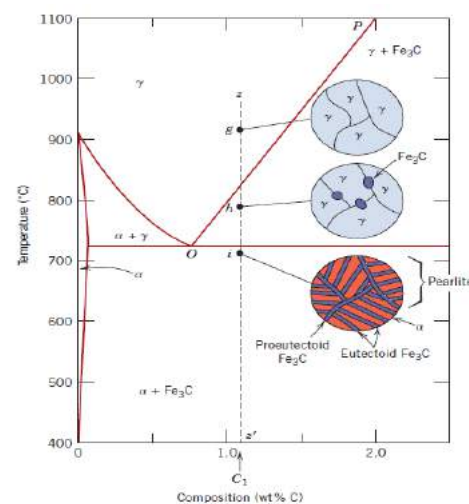 1100
P
γ + Fe₃C
1000
γ
z
γ
γ
γ
γ
g
900
Fe₃C
Temperature (°C)
γ
γ
γ
γ
800
h
α + γ
O
700
i
Pearlite
α
α
600
Proeutectoid
Fe₃C
Eutectoid Fe₃C
500
α + Fe₃C
z'
400
0
1.0
2.0
C₁
Composition (wt% C)